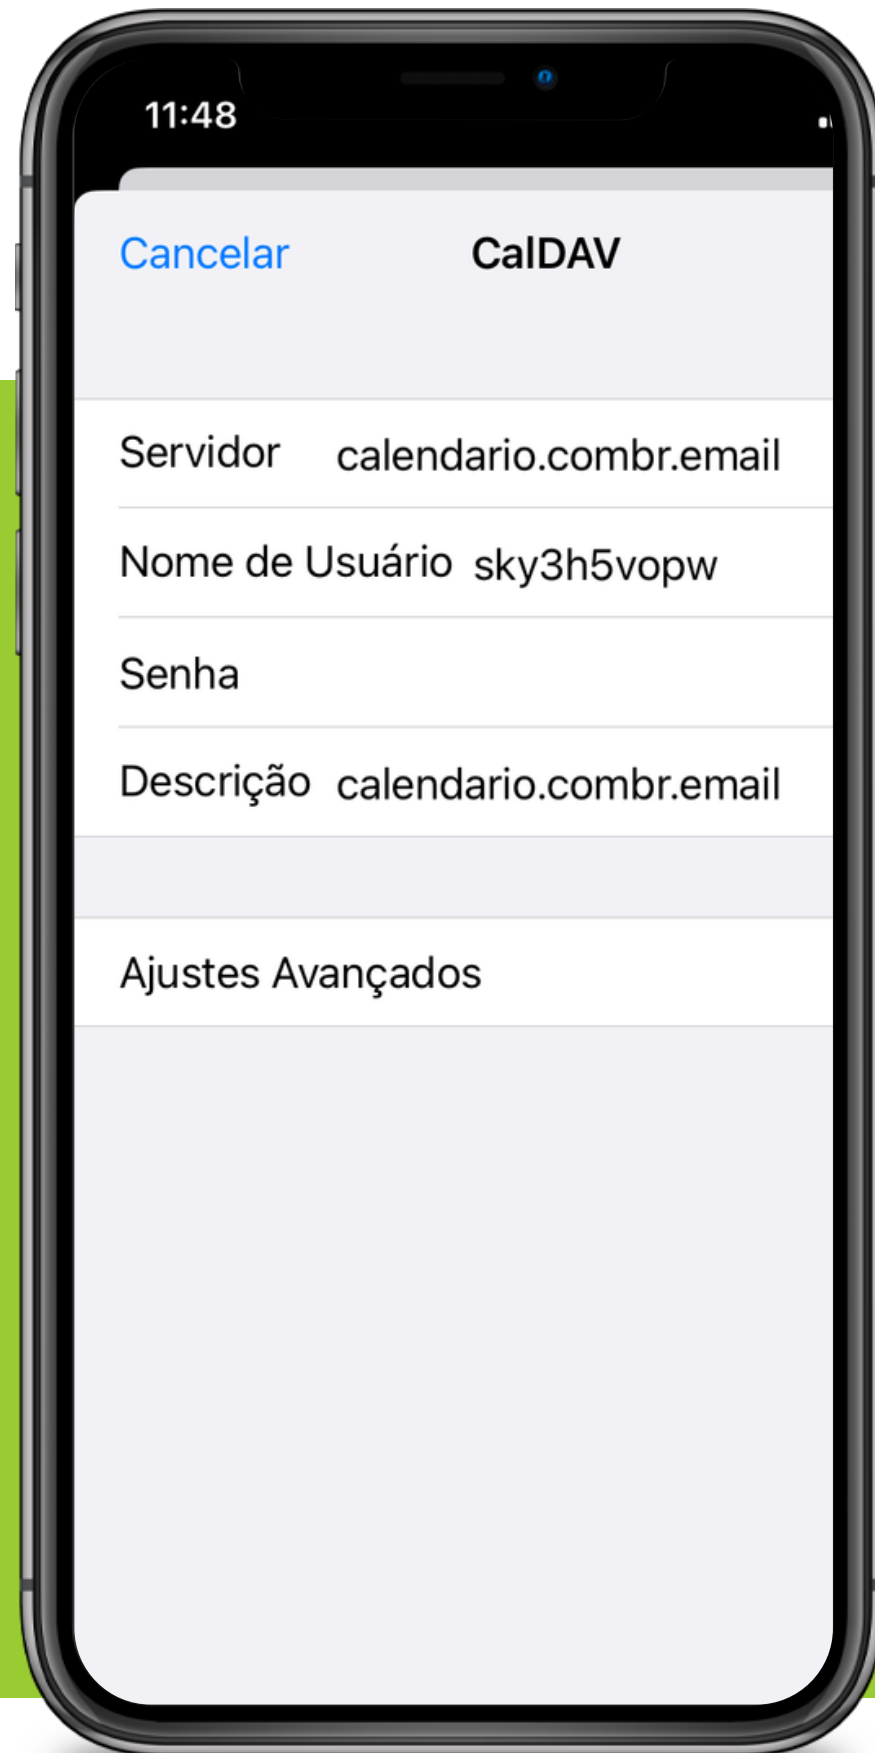 11:48
Cancelar CalDAV
Servidor calendario.combr.email
Nome de Usuário sky3h5vopw
Senha
Descrição calendario.combr.email
Ajustes Avançados